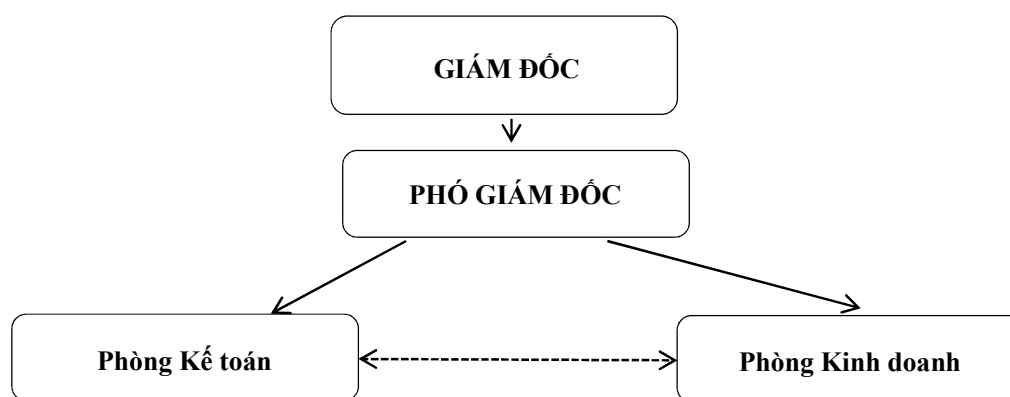 GIÁM ĐỐC
PHÓ GIÁM ĐỐC
Phòng Kế toán
Phòng Kinh doanh